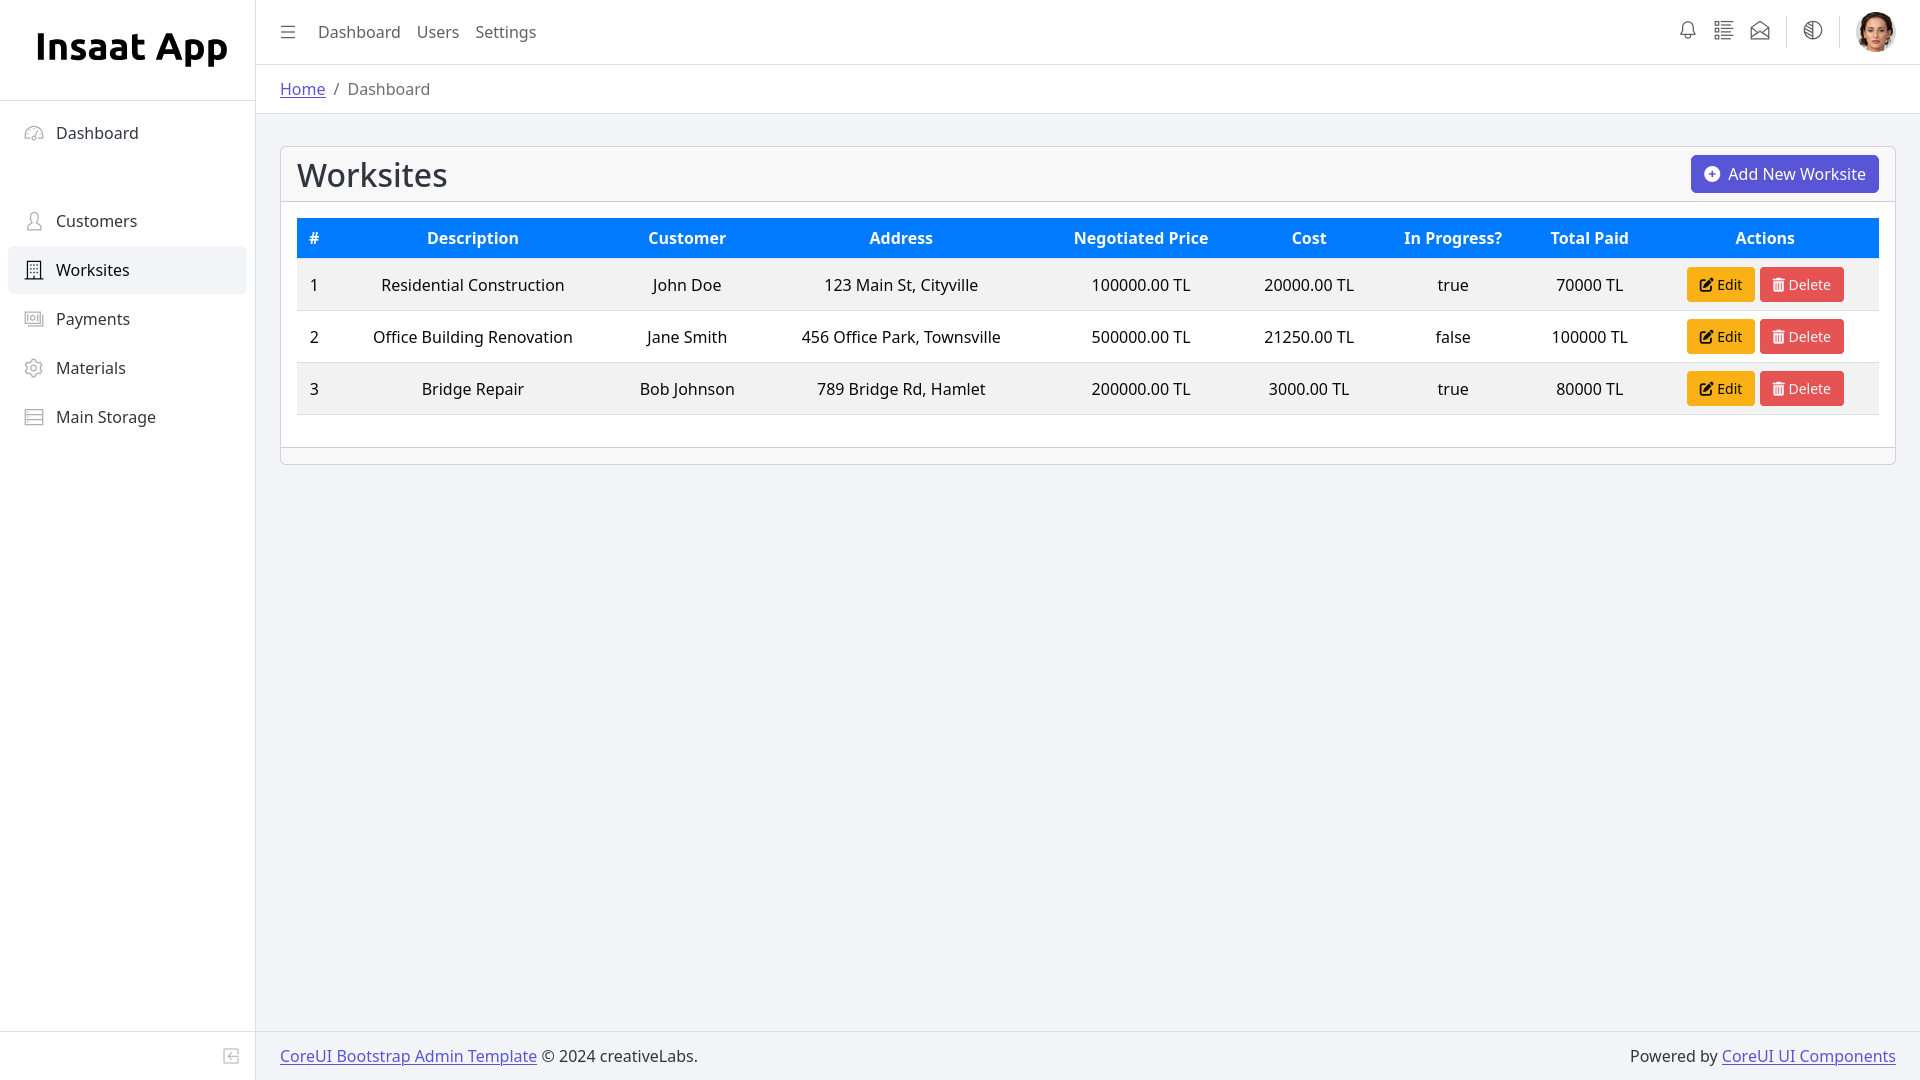 Insaat App
Dashboard
Customers
Worksites
Payments
Materials
Main Storage
Dashboard Users Settings
Home / Dashboard
Worksites
Add New Worksite
# Description Customer Address Negotiated Price Cost In Progress? Total Paid Actions
1 Residential Construction John Doe 123 Main St, Cityville 100000.00 TL 20000.00 TL true 70000 TL Edit Delete
2 Office Building Renovation Jane Smith 456 Office Park, Townsville 500000.00 TL 21250.00 TL false 100000 TL Edit Delete
3 Bridge Repair Bob Johnson 789 Bridge Rd, Hamlet 200000.00 TL 3000.00 TL true 80000 TL Edit Delete
CoreUI Bootstrap Admin Template © 2024 creativeLabs.
Powered by CoreUI UI Components